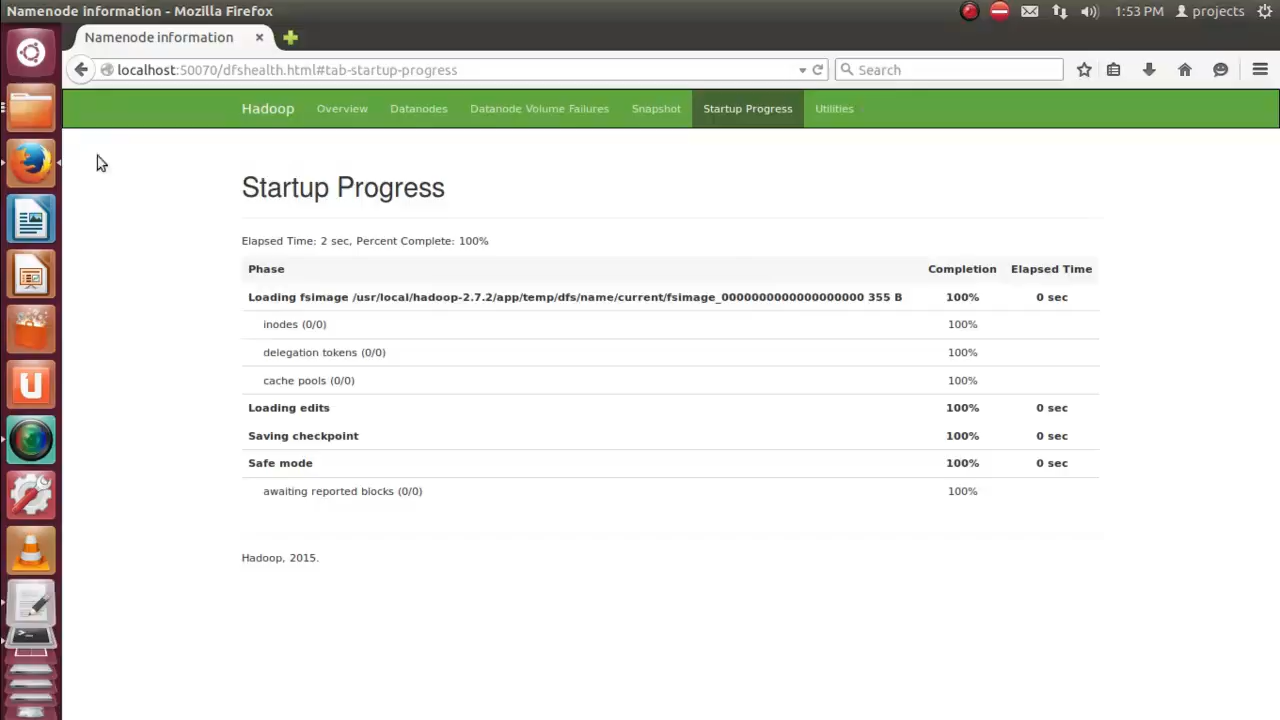 Namenode information - Mozilla Firefox
1:53 PM projects
Namenode information
localhost:50070/dfshealth.html#tab-startup-progress
Search
Hadoop Overview Datanodes Datanode Volume Failures Snapshot Startup Progress Utilities
Startup Progress
Elapsed Time: 2 sec, Percent Complete: 100%
Phase Completion Elapsed Time
Loading fsimage /usr/local/hadoop-2.7.2/app/temp/dfs/name/current/fsimage_0000000000000000000 355 B 100% 0 sec
inodes (0/0) 100%
delegation tokens (0/0) 100%
cache pools (0/0) 100%
Loading edits 100% 0 sec
Saving checkpoint 100% 0 sec
Safe mode 100% 0 sec
awaiting reported blocks (0/0) 100%
Hadoop, 2015.